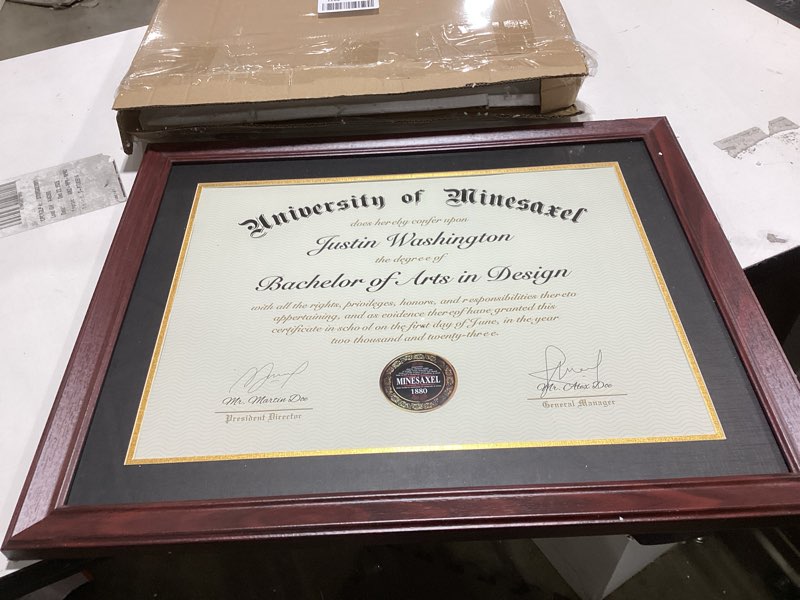 University of Minesaxel
does hereby confer upon
Justin Washington
the degree of
Bachelor of Arts in Design
with all the rights, privileges, honors, and responsibilities thereto
appertaining, and as evidence thereof have granted this
certificate in school on the first day of June, in the year
two thousand and twenty-three.
Mr. Martin Doe
President Director
MINESAXEL
1880
Mr. Alax Doe
General Manager